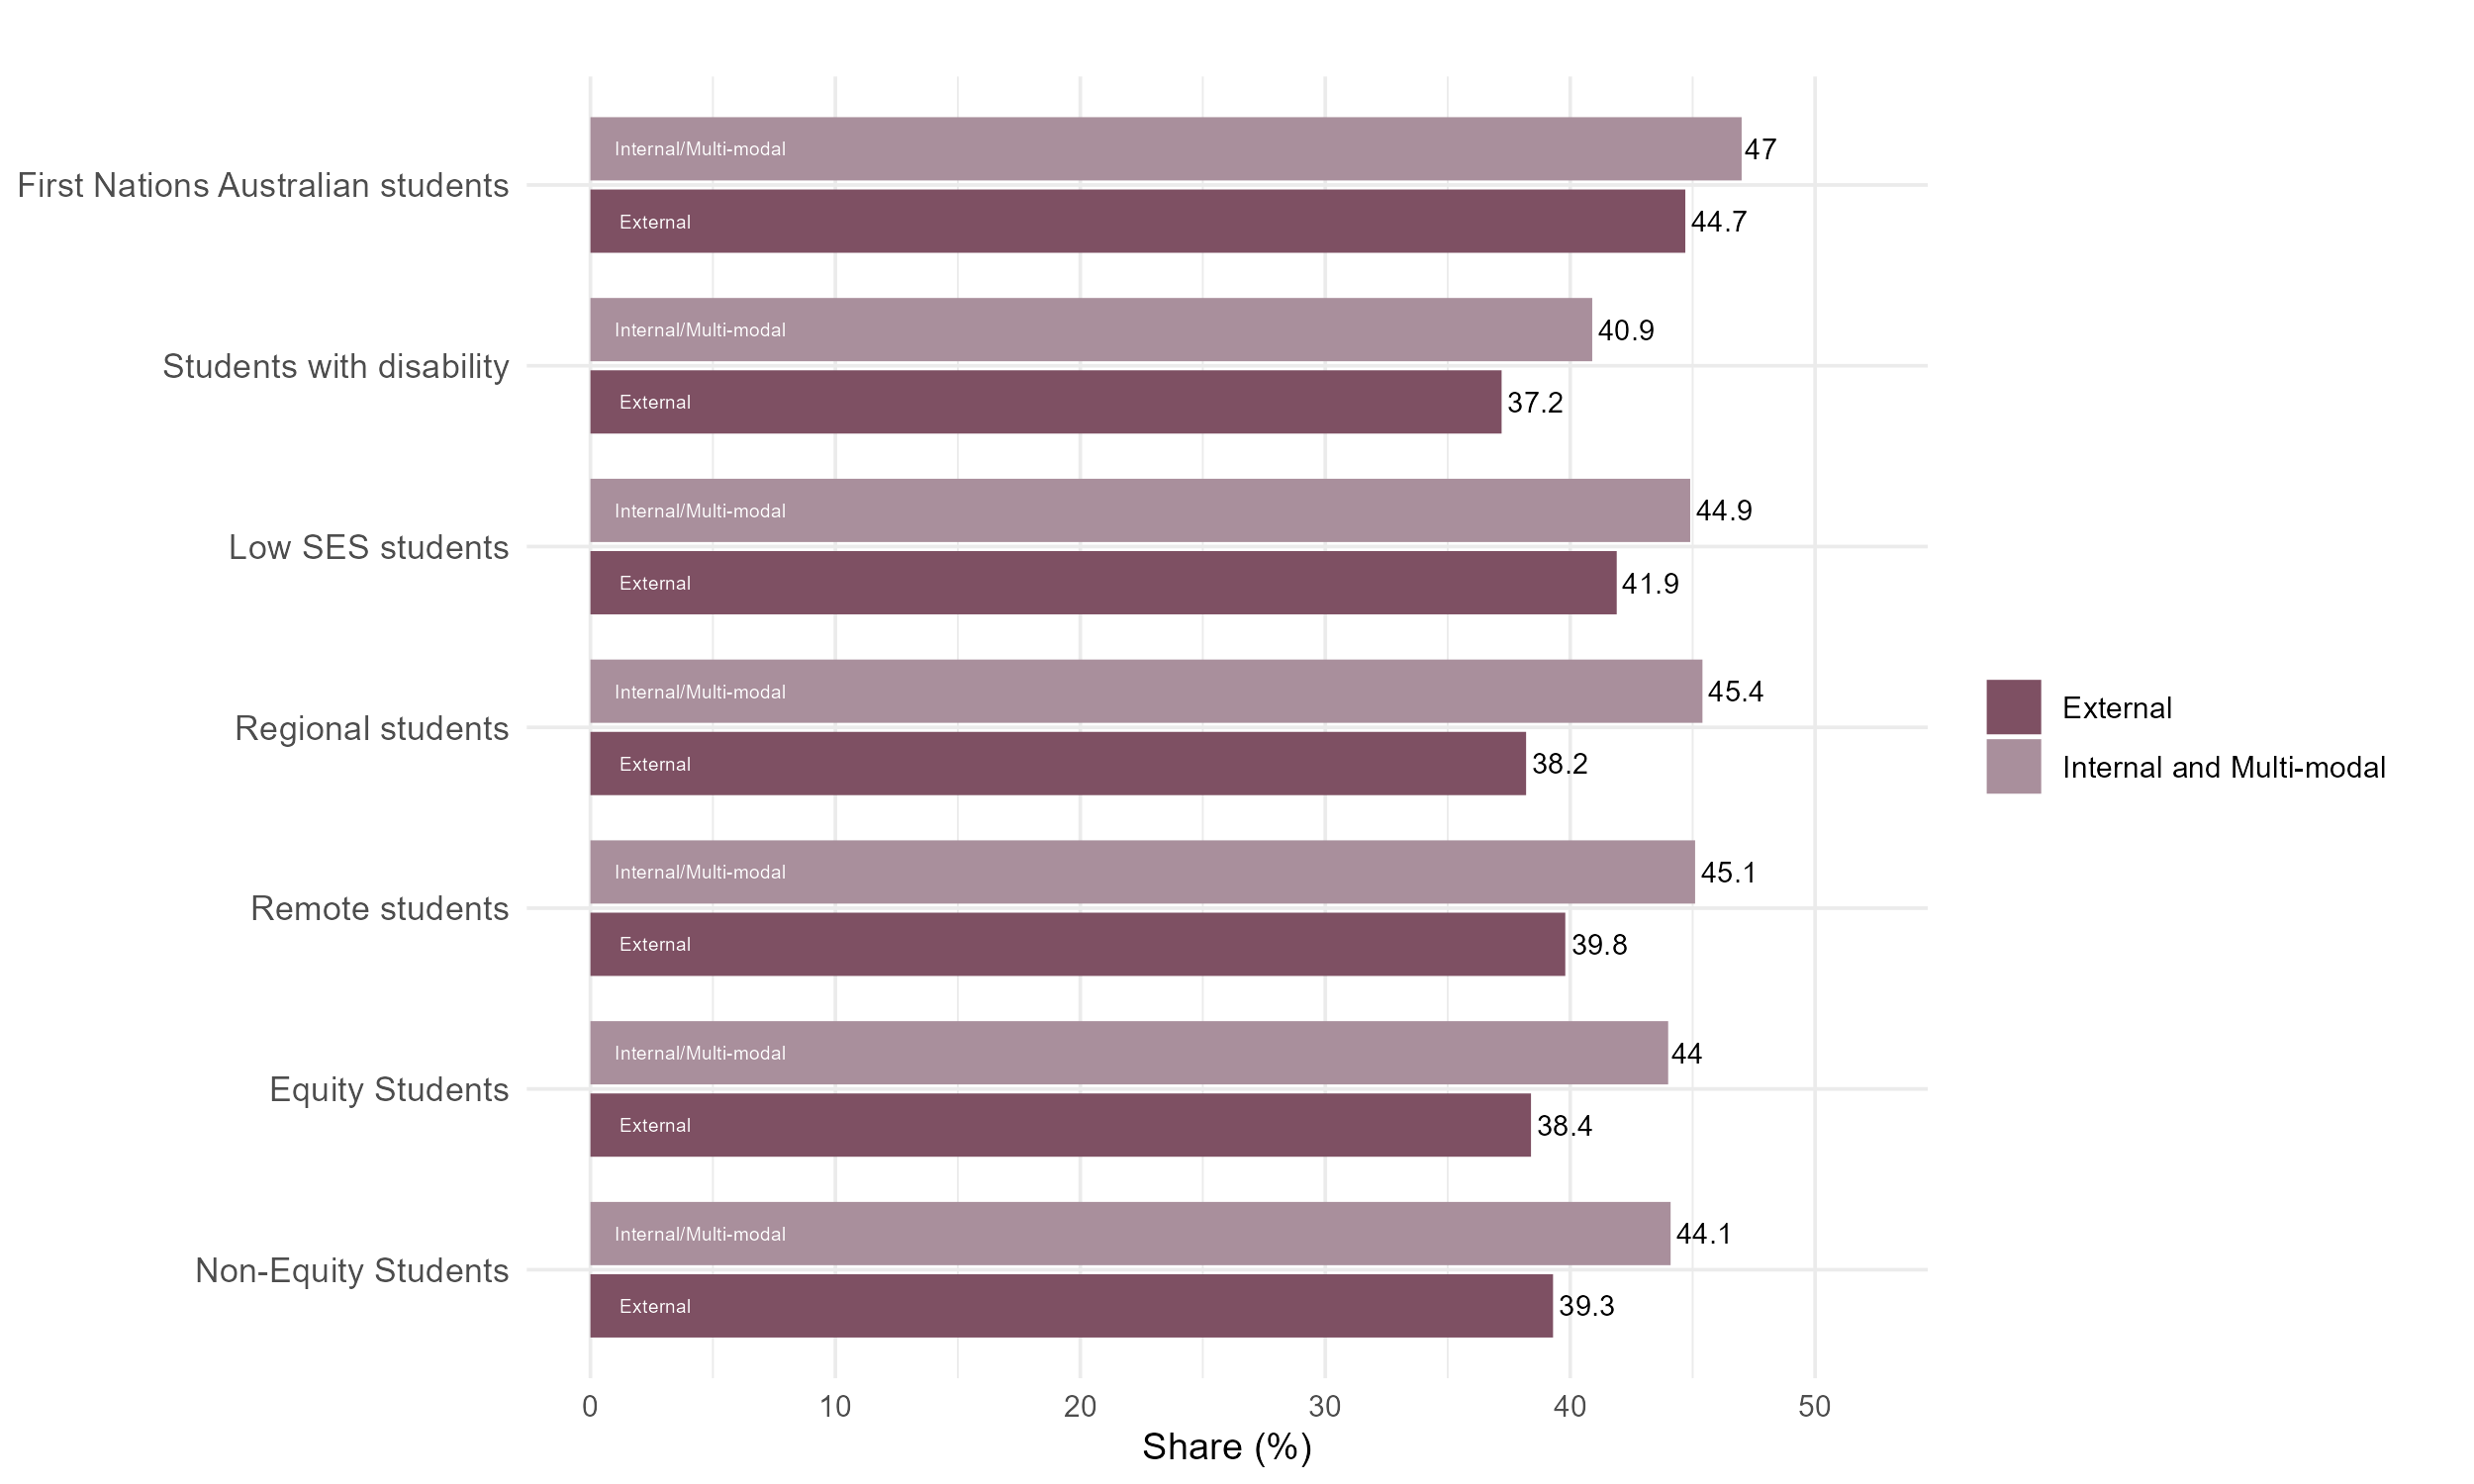 Internal/Multi-modal 47
First Nations Australian students
External 44.7
Internal/Multi-modal 40.9
Students with disability
External 37.2
Internal/Multi-modal 44.9
Low SES students
External 41.9
Internal/Multi-modal 45.4
Regional students
External 38.2
Internal/Multi-modal 45.1
Remote students
External 39.8
Internal/Multi-modal 44
Equity Students
External 38.4
Internal/Multi-modal 44.1
Non-Equity Students
External 39.3
0 10 20 30 40 50
Share (%)
External
Internal and Multi-modal